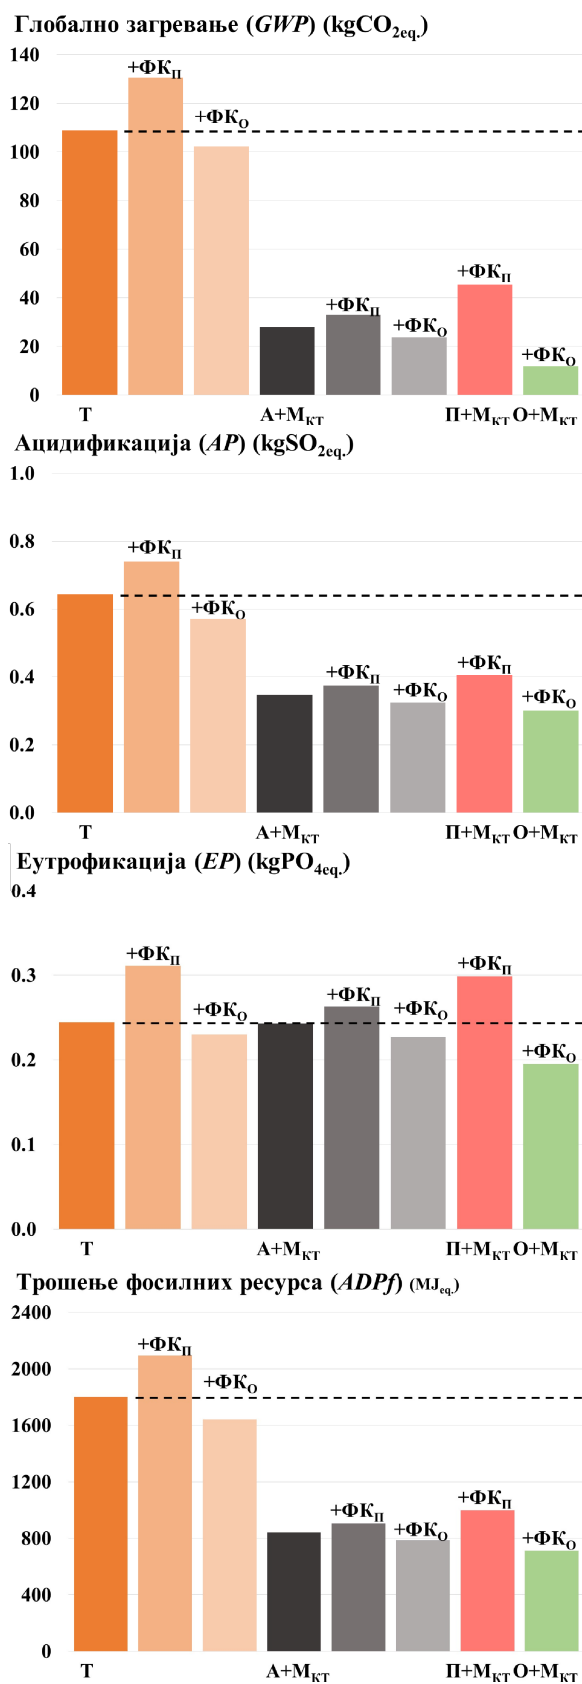 Глобално загревање (GWP) (kgCO2eq.)
140
+ФКП
120
+ФКО
100
80
60
+ФКП
40
+ФКП
+ФКО
20
+ФКО
0
Т А+МКТ П+МКТ О+МКТ
Ацидификација (AP) (kgSO2eq.)
1.0
0.8
+ФКП
0.6
+ФКО
+ФКП
+ФКП
0.4
+ФКО
+ФКО
0.2
0.0
Т А+МКТ П+МКТ О+МКТ
Еутрофикација (EP) (kgPO4eq.)
0.4
+ФКП
+ФКП
0.3
+ФКП
+ФКО
+ФКО
+ФКО
0.2
0.1
0.0
Т А+МКТ П+МКТ О+МКТ
Трошење фосилних ресурса (ADPf) (MJeq.)
2400
+ФКП
2000
+ФКО
1600
1200
+ФКП
+ФКП
+ФКО
+ФКО
800
400
0
Т А+МКТ П+МКТ О+МКТ